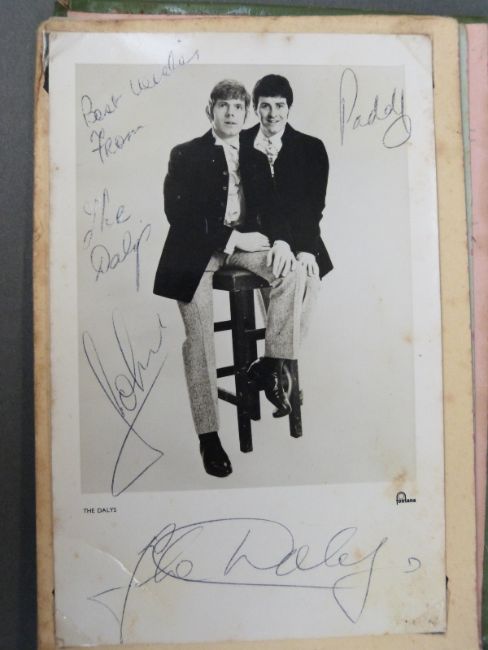 Best Wishes
From
Paddy
The
Dalys
John
THE DALYS
fontana
The Dalys